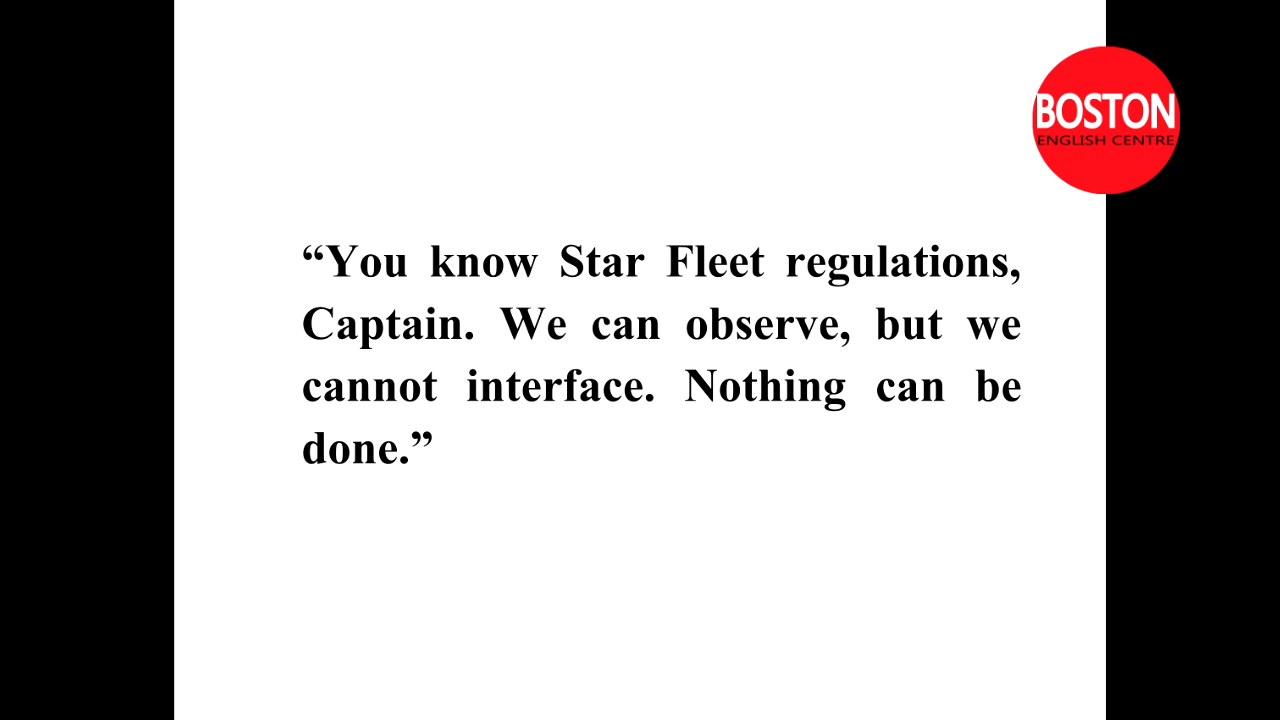 BOSTON
ENGLISH CENTRE
“You know Star Fleet regulations,
Captain. We can observe, but we
cannot interface. Nothing can be
done.”